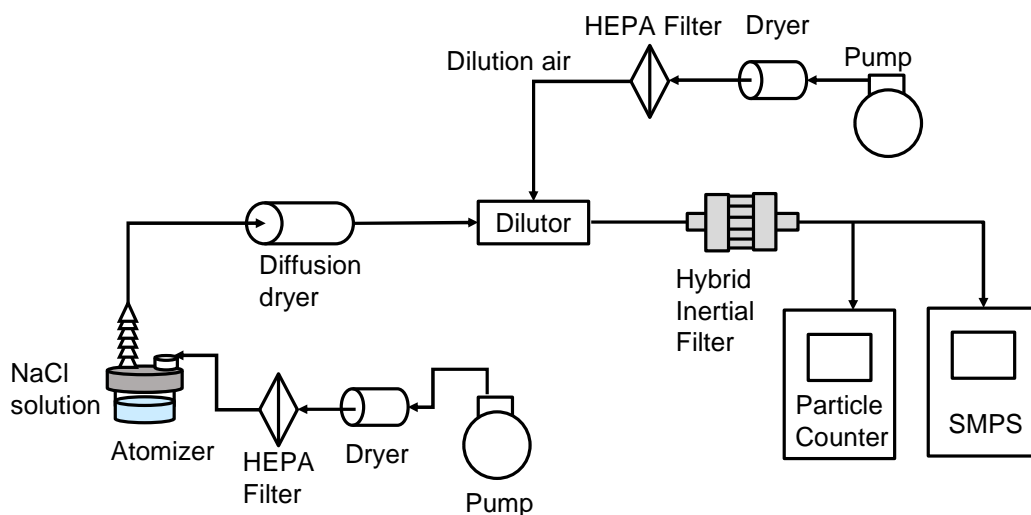 HEPA Filter
Dryer
Pump
Dilution air
Dilutor
Diffusion
dryer
Hybrid
Inertial
Filter
NaCl
solution
Atomizer
HEPA
Filter
Dryer
Pump
Particle
Counter
SMPS